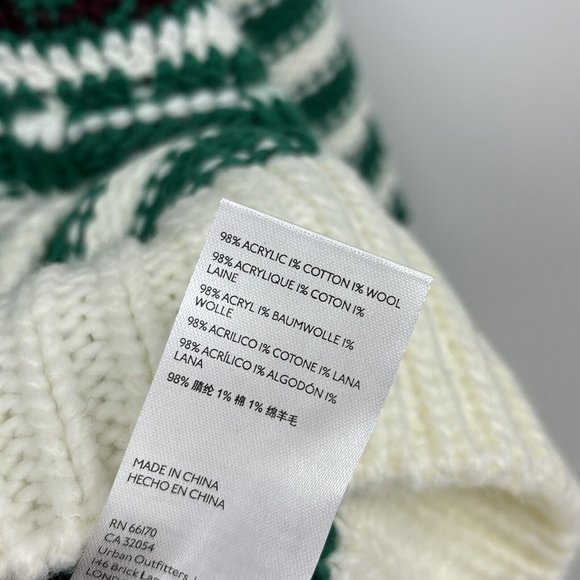 98% ACRYLIC 1% COTTON 1% WOOL
98% ACRYLIQUE 1% COTON 1%
LAINE
98% ACRYL 1% BAUMWOLLE 1%
WOLLE
98% ACRILICO 1% COTONE 1% LANA
98% ACRÍLICO 1% ALGODÓN 1%
LANA
98% 腈纶 1% 棉 1% 绵羊毛
MADE IN CHINA
HECHO EN CHINA
RN 66170
CA 32054
Urban Outfitters,
146 Brick Lan
LONDO